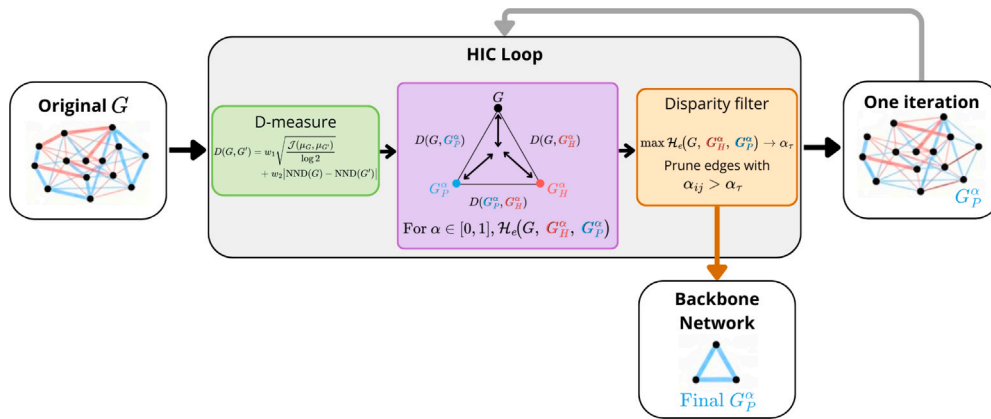 HIC Loop
Original G
D-measure
D(G, G') = w₁√(𝒥(μ_G, μ_G')/log 2)
+ w₂|NND(G) − NND(G')|
G
D(G, G_P^α)
D(G, G_H^α)
G_P^α
G_H^α
D(G_P^α, G_H^α)
For α ∈ [0, 1], ℋ_e(G, G_H^α, G_P^α)
Disparity filter
max ℋ_e(G, G_H^α, G_P^α) → α_τ
Prune edges with
α_ij > α_τ
One iteration
G_P^α
Backbone
Network
Final G_P^α